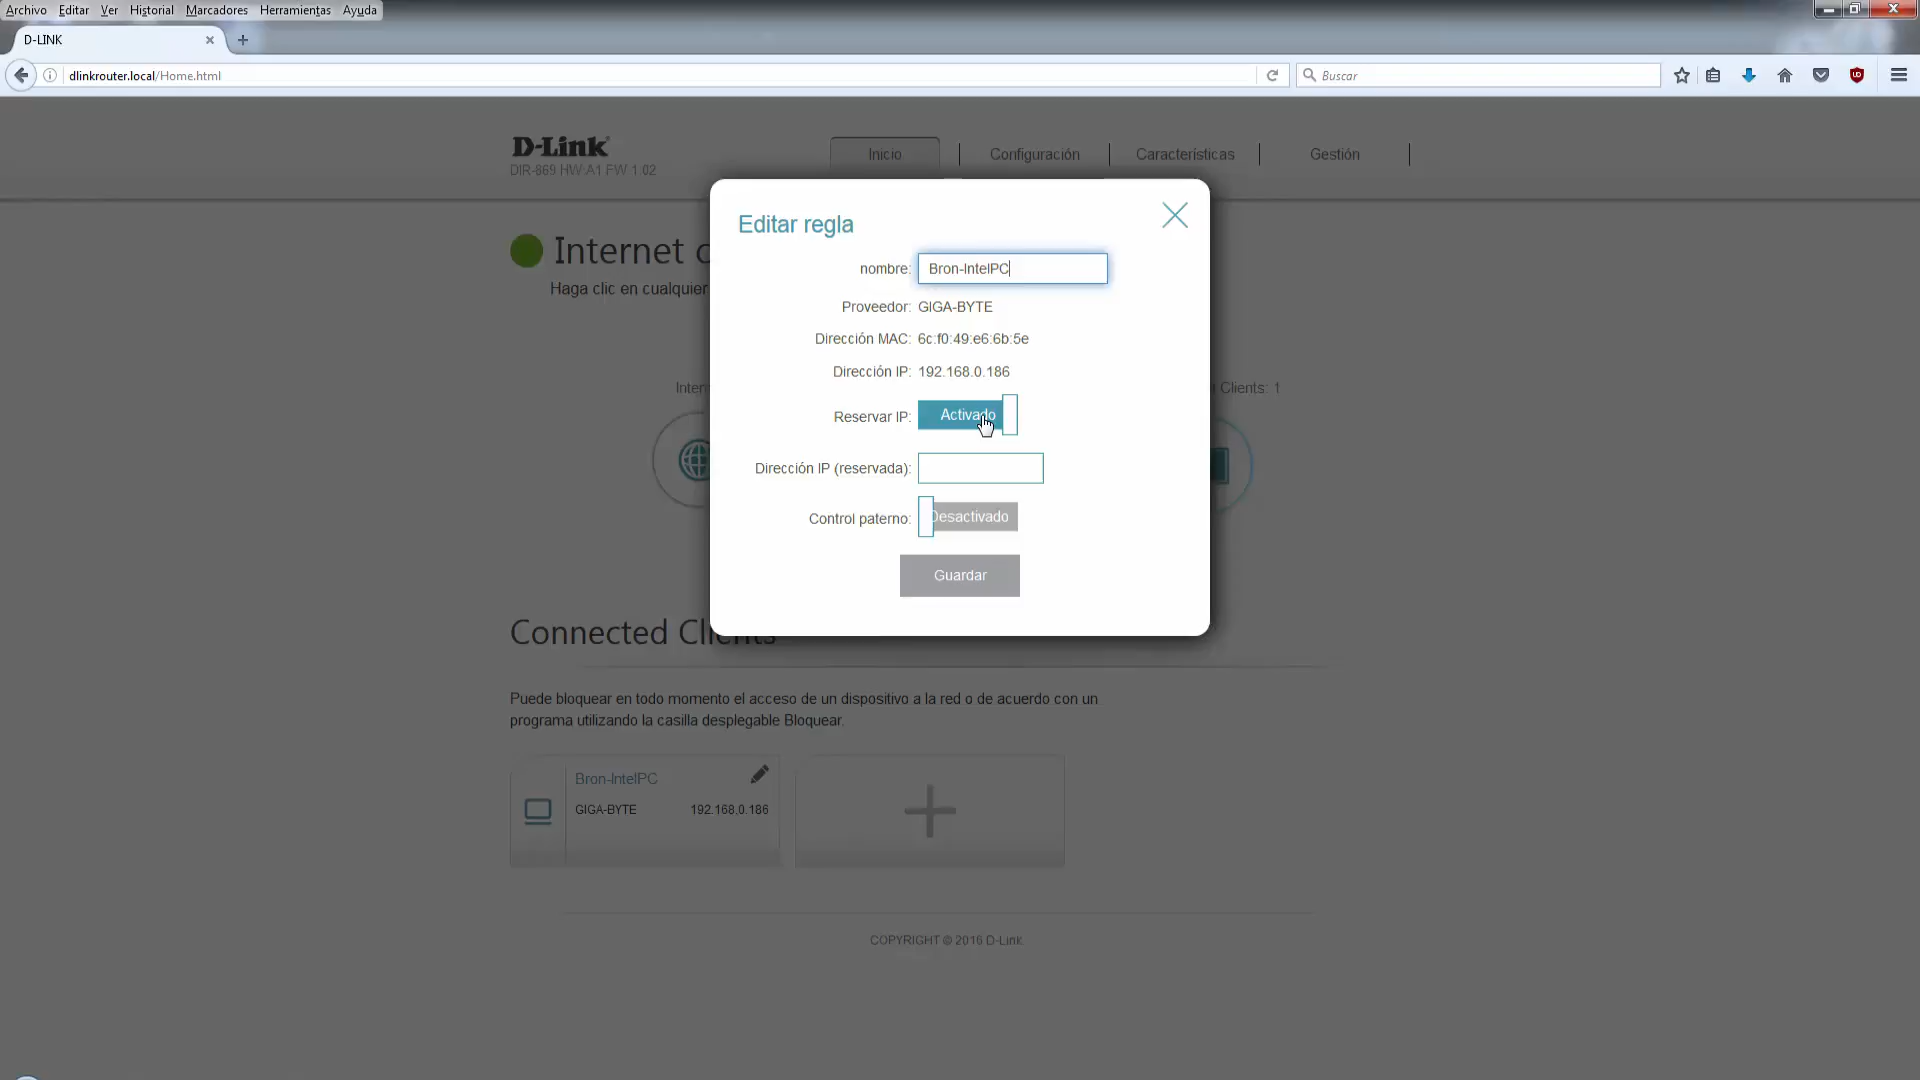 Archivo Editar Ver Historial Marcadores Herramientas Ayuda
D-LINK
dlinkrouter.local/Home.html
Buscar
D-Link
DIR-869 HW:A1 FW:1.02
Inicio
Configuración
Características
Gestión
Editar regla
Internet c
nombre: Bron-IntelPC
Haga clic en cualquier
Proveedor: GIGA-BYTE
Dirección MAC: 6c:f0:49:e6:6b:5e
Dirección IP: 192.168.0.186
Inter
Clients: 1
Reservar IP: Activado
Dirección IP (reservada):
Control paterno: Desactivado
Guardar
Connected Clients
Puede bloquear en todo momento el acceso de un dispositivo a la red o de acuerdo con un
programa utilizando la casilla desplegable Bloquear.
Bron-IntelPC
GIGA-BYTE 192.168.0.186
COPYRIGHT © 2016 D-Link